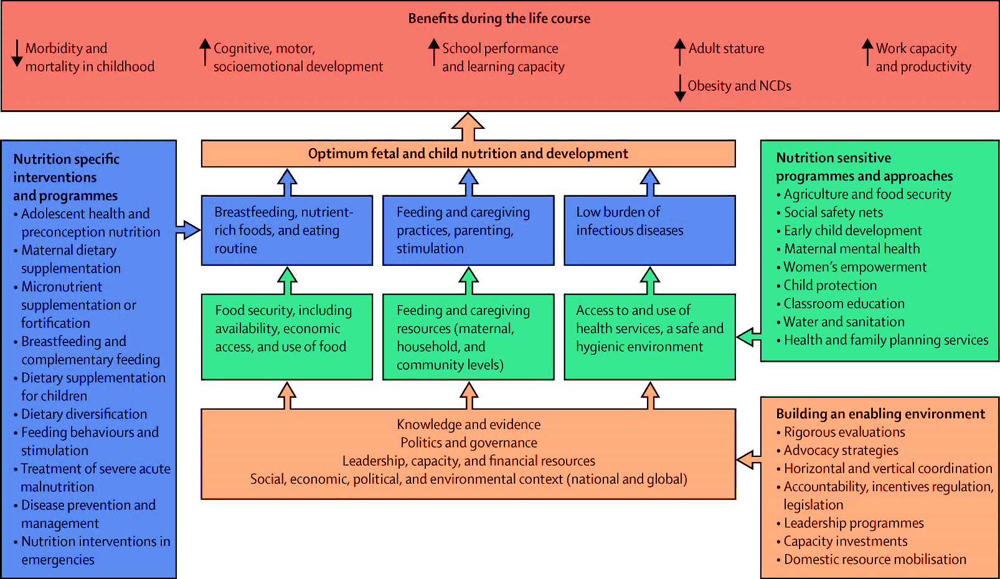 Benefits during the life course
Morbidity and
mortality in childhood
Cognitive, motor,
socioemotional development
School performance
and learning capacity
Adult stature
Obesity and NCDs
Work capacity
and productivity
Nutrition specific
interventions
and programmes
• Adolescent health and
preconception nutrition
• Maternal dietary
supplementation
• Micronutrient
supplementation or
fortification
• Breastfeeding and
complementary feeding
• Dietary supplementation
for children
• Dietary diversification
• Feeding behaviours and
stimulation
• Treatment of severe acute
malnutrition
• Disease prevention and
management
• Nutrition interventions in
emergencies
Optimum fetal and child nutrition and development
Breastfeeding, nutrient-
rich foods, and eating
routine
Feeding and caregiving
practices, parenting,
stimulation
Low burden of
infectious diseases
Food security, including
availability, economic
access, and use of food
Feeding and caregiving
resources (maternal,
household, and
community levels)
Access to and use of
health services, a safe and
hygienic environment
Knowledge and evidence
Politics and governance
Leadership, capacity, and financial resources
Social, economic, political, and environmental context (national and global)
Nutrition sensitive
programmes and approaches
• Agriculture and food security
• Social safety nets
• Early child development
• Maternal mental health
• Women's empowerment
• Child protection
• Classroom education
• Water and sanitation
• Health and family planning services
Building an enabling environment
• Rigorous evaluations
• Advocacy strategies
• Horizontal and vertical coordination
• Accountability, incentives regulation,
legislation
• Leadership programmes
• Capacity investments
• Domestic resource mobilisation